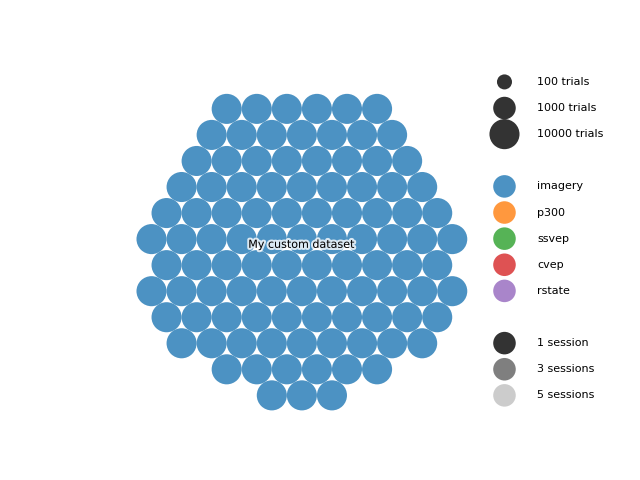 100 trials
1000 trials
10000 trials
imagery
p300
ssvep
My custom dataset
cvep
rstate
1 session
3 sessions
5 sessions